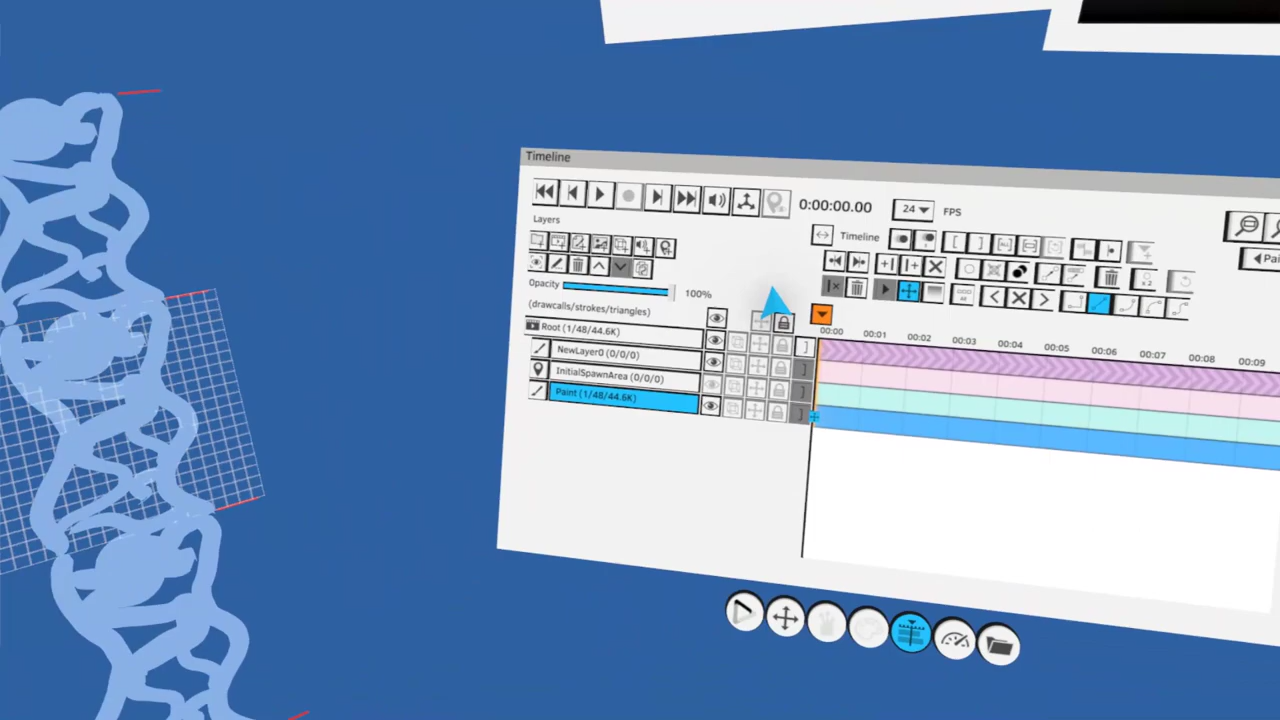 Timeline
0:00:00.00
24
FPS
Layers
Timeline
Opacity
100%
(drawcalls/strokes/triangles)
Root (1/48/44.6K)
NewLayer0 (0/0/0)
InitialSpawnArea (0/0/0)
Paint (1/48/44.6K)
00:00 00:01 00:02 00:03 00:04 00:05 00:06 00:07 00:08 00:09
Pai